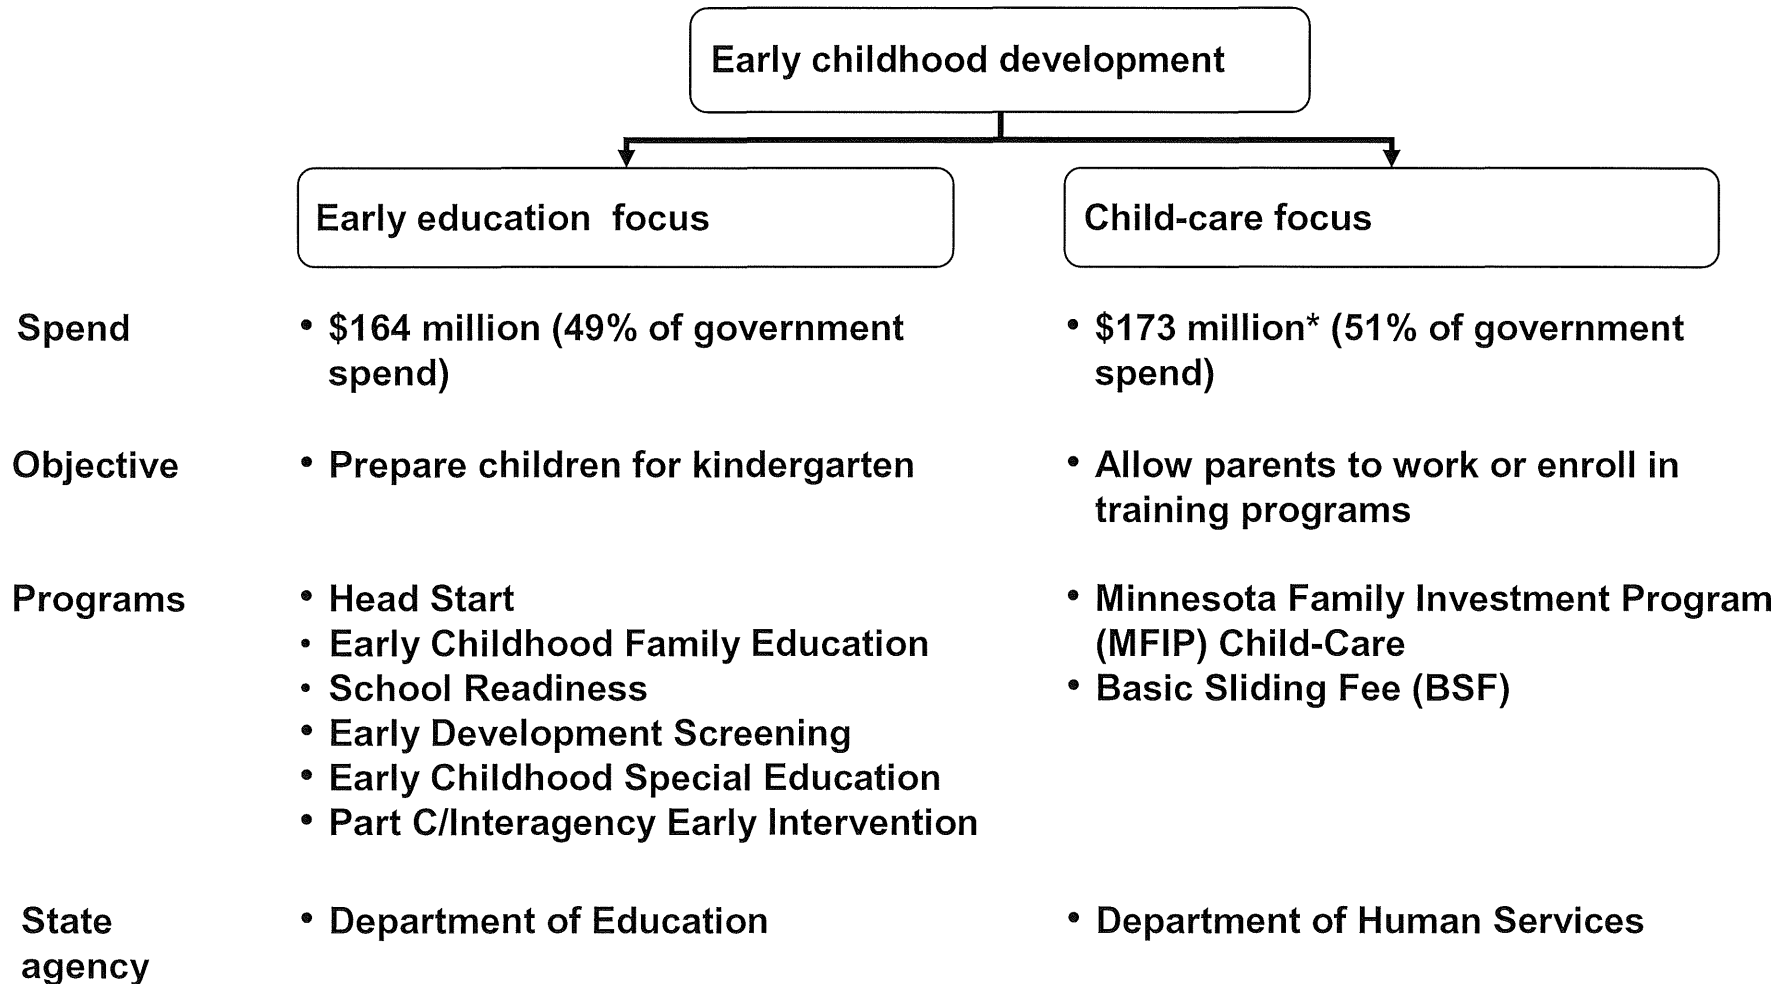 Early childhood development
Early education focus
Child-care focus
Spend
• $164 million (49% of government
spend)
• $173 million* (51% of government
spend)
Objective
• Prepare children for kindergarten
• Allow parents to work or enroll in
training programs
Programs
• Head Start
• Early Childhood Family Education
• School Readiness
• Early Development Screening
• Early Childhood Special Education
• Part C/Interagency Early Intervention
• Minnesota Family Investment Program
(MFIP) Child-Care
• Basic Sliding Fee (BSF)
State
agency
• Department of Education
• Department of Human Services